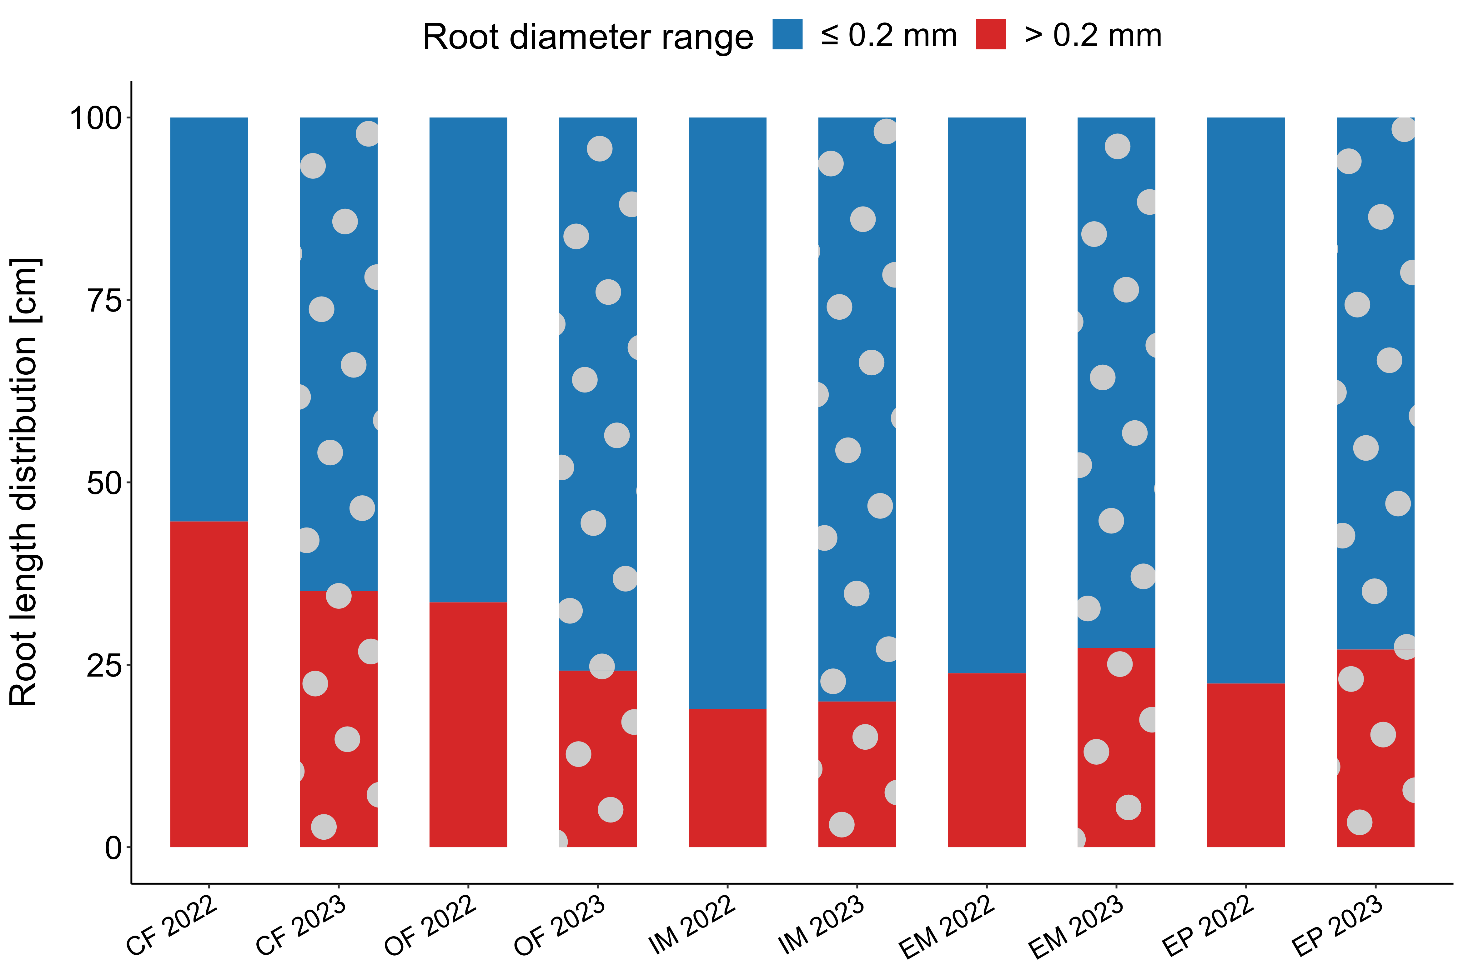 Root diameter range ≤ 0.2 mm > 0.2 mm
Root length distribution [cm]
100
75
50
25
0
CF 2022 CF 2023 OF 2022 OF 2023 IM 2022 IM 2023 EM 2022 EM 2023 EP 2022 EP 2023